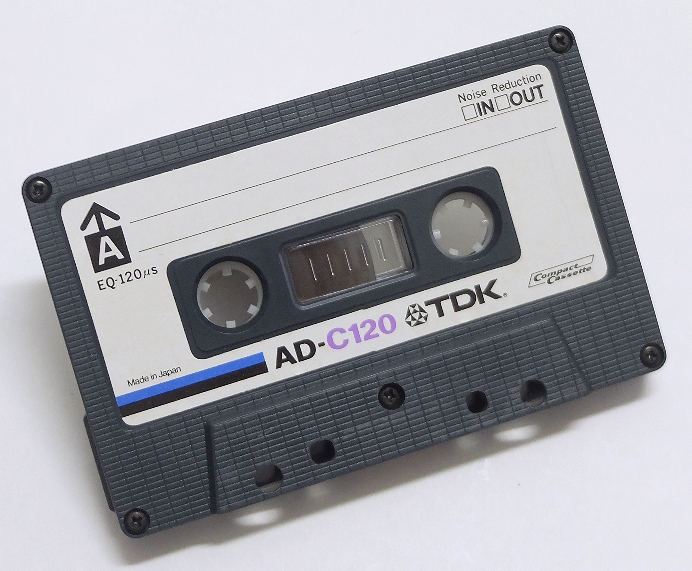 Noise Reduction
□IN□OUT
A
EQ-120μs
Compact
Cassette
AD-C120 TDK®
Made in Japan